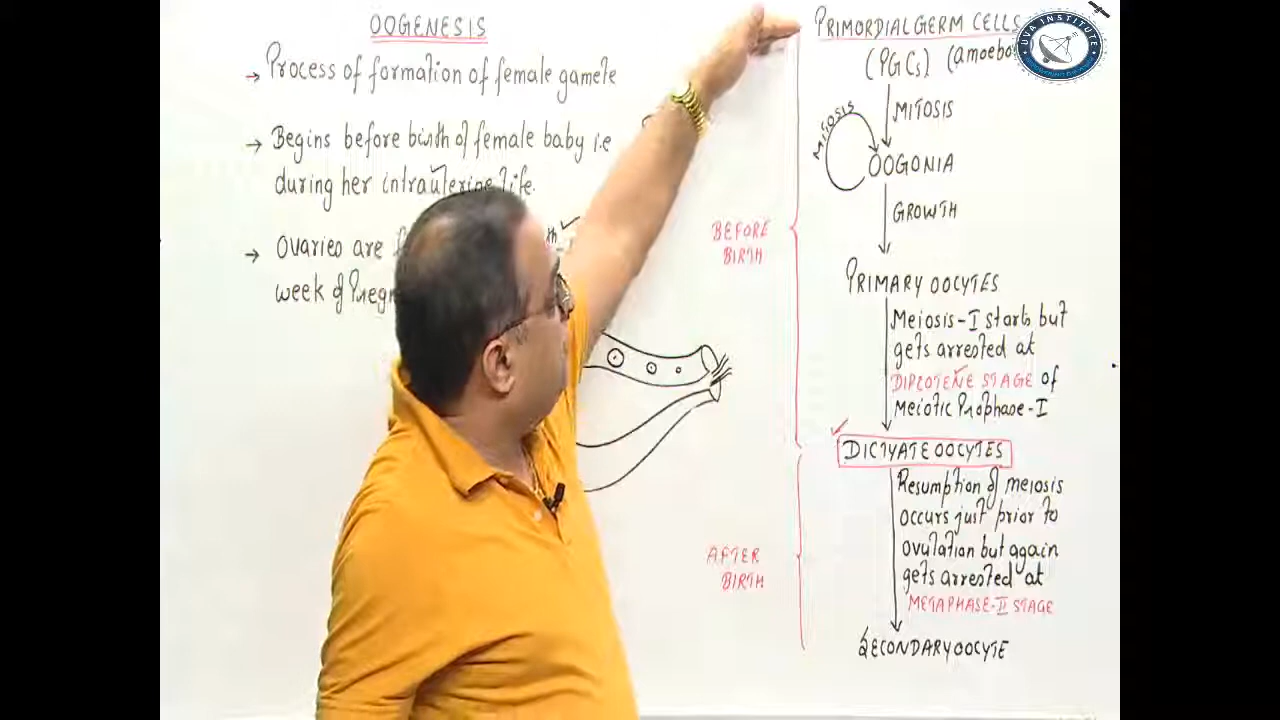 OOGENESIS
→ Process of formation of female gamete
→ Begins before birth of female baby i.e
during her intrauterine life.
→ Ovaries are
th
week of
BEFORE
BIRTH
AFTER
BIRTH
PRIMORDIAL GERM CELLS
(PGCs)
MITOSIS
MITOSIS
OOGONIA
GROWTH
PRIMARY OOCYTES
Meiosis-I starts but
gets arrested at
DIPLOTENE STAGE of
Meiotic Prophase-I
DICTYATE OOCYTES
Resumption of meiosis
occurs just prior to
ovulation but again
gets arrested at
METAPHASE-II STAGE
SECONDARY OOCYTE
UVA INSTITUTE